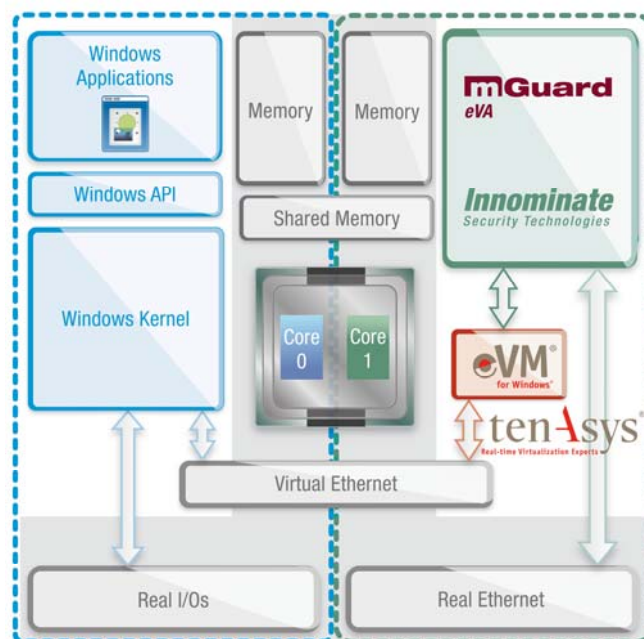 Windows
Applications
Memory
Memory
mGuard
eVA
Windows API
Innominate
Security Technologies
Shared Memory
Windows Kernel
Core
0
Core
1
eVM®
for Windows®
tenAsys®
Real-time Virtualization Experts
Virtual Ethernet
Real I/Os
Real Ethernet